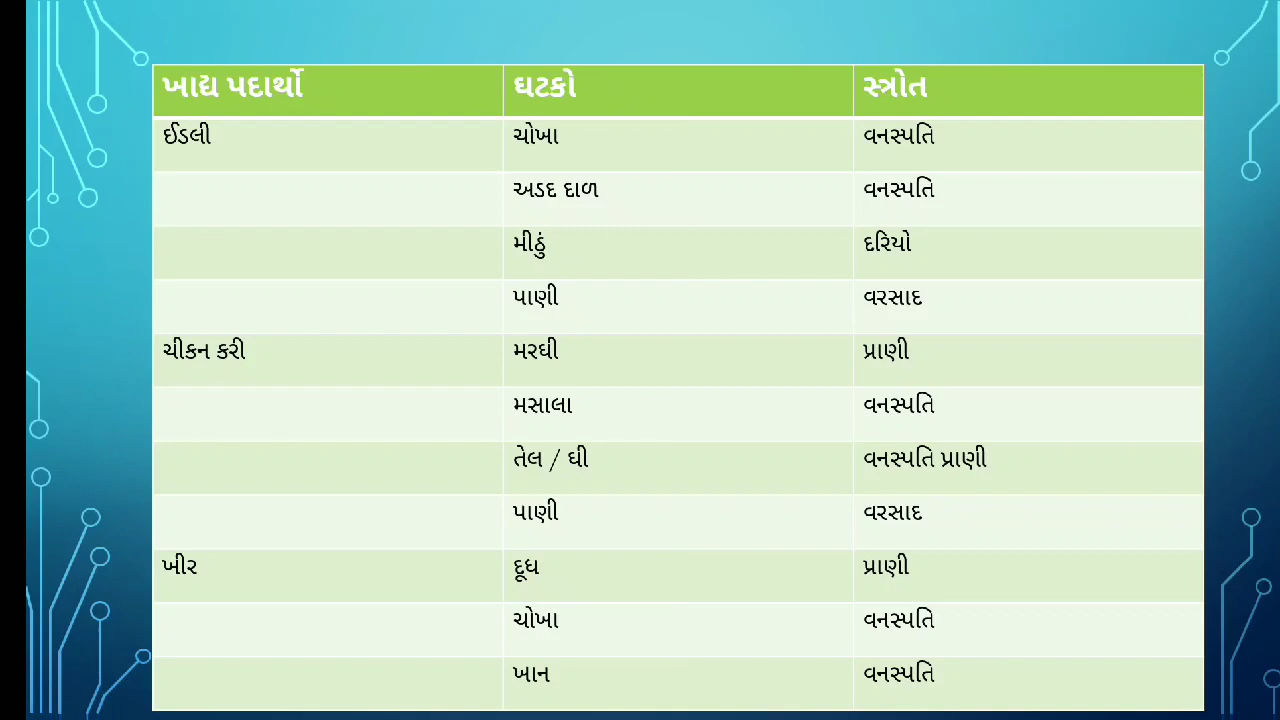 ખાદ્ય પદાર્થો ઘટકો સ્ત્રોત
ઈડલી ચોખા વનસ્પતિ
અડદ દાળ વનસ્પતિ
મીઠું દરિયો
પાણી વરસાદ
ચીકન કરી મરઘી પ્રાણી
મસાલા વનસ્પતિ
તેલ / ઘી વનસ્પતિ પ્રાણી
પાણી વરસાદ
ખીર દૂધ પ્રાણી
ચોખા વનસ્પતિ
ખાન વનસ્પતિ